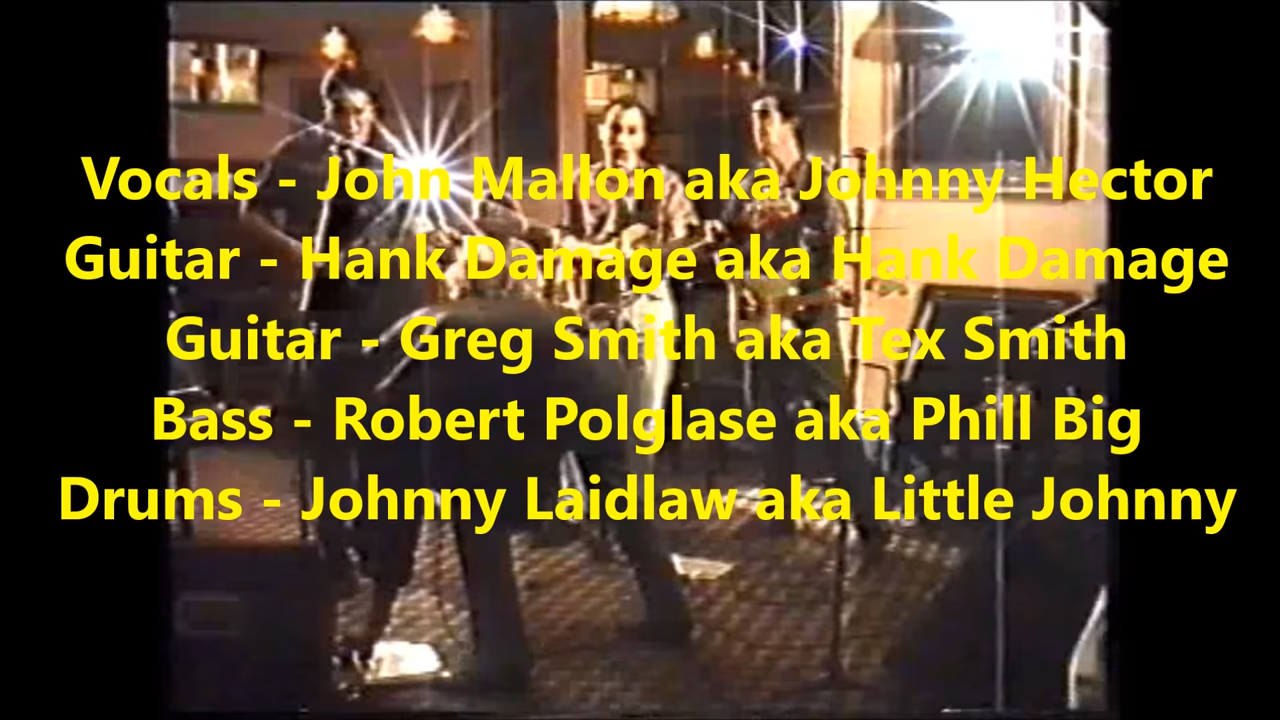 Vocals - John Mallon aka Johnny Hector
Guitar - Hank Damage aka Hank Damage
Guitar - Greg Smith aka Tex Smith
Bass - Robert Polglase aka Phill Big
Drums - Johnny Laidlaw aka Little Johnny